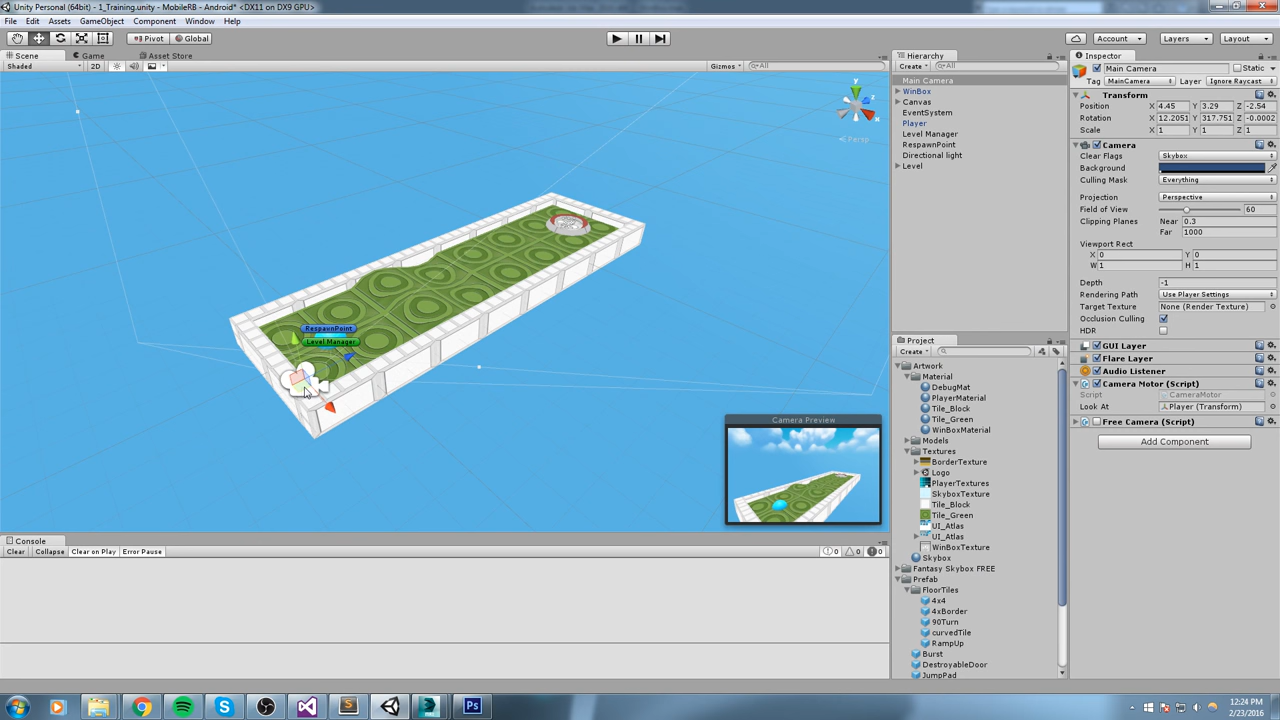 Unity Personal (64bit) - 1_Training.unity - MobileRB - Android* <DX11 on DX9 GPU>
File Edit Assets GameObject Component Window Help
Pivot Global Account Layers Layout
Scene Game Asset Store
Shaded 2D Gizmos All
y z x
Persp
RespawnPoint
Level Manager
Camera Preview
Console
Clear Collapse Clear on Play Error Pause 0 0 0
Hierarchy
Create All
Main Camera
WinBox
Canvas
EventSystem
Player
Level Manager
RespawnPoint
Directional light
Level
Project
Create
Artwork
Material
DebugMat
PlayerMaterial
Tile_Block
Tile_Green
WinBoxMaterial
Models
Textures
BorderTexture
Logo
PlayerTextures
SkyboxTexture
Tile_Block
Tile_Green
UI_Atlas
UI_Atlas
WinBoxTexture
Skybox
Fantasy Skybox FREE
Prefab
FloorTiles
4x4
4xBorder
90Turn
curvedTile
RampUp
Burst
DestroyableDoor
JumpPad
Inspector
Main Camera Static
Tag MainCamera Layer Ignore Raycast
Transform
Position X 4.45 Y 3.29 Z -2.54
Rotation X 12.2051 Y 317.751 Z -0.0002
Scale X 1 Y 1 Z 1
Camera
Clear Flags Skybox
Background
Culling Mask Everything
Projection Perspective
Field of View 60
Clipping Planes Near 0.3
Far 1000
Viewport Rect
X 0 Y 0
W 1 H 1
Depth -1
Rendering Path Use Player Settings
Target Texture None (Render Texture)
Occlusion Culling
HDR
GUI Layer
Flare Layer
Audio Listener
Camera Motor (Script)
Script CameraMotor
Look At Player (Transform)
Free Camera (Script)
Add Component
12:24 PM
2/23/2016